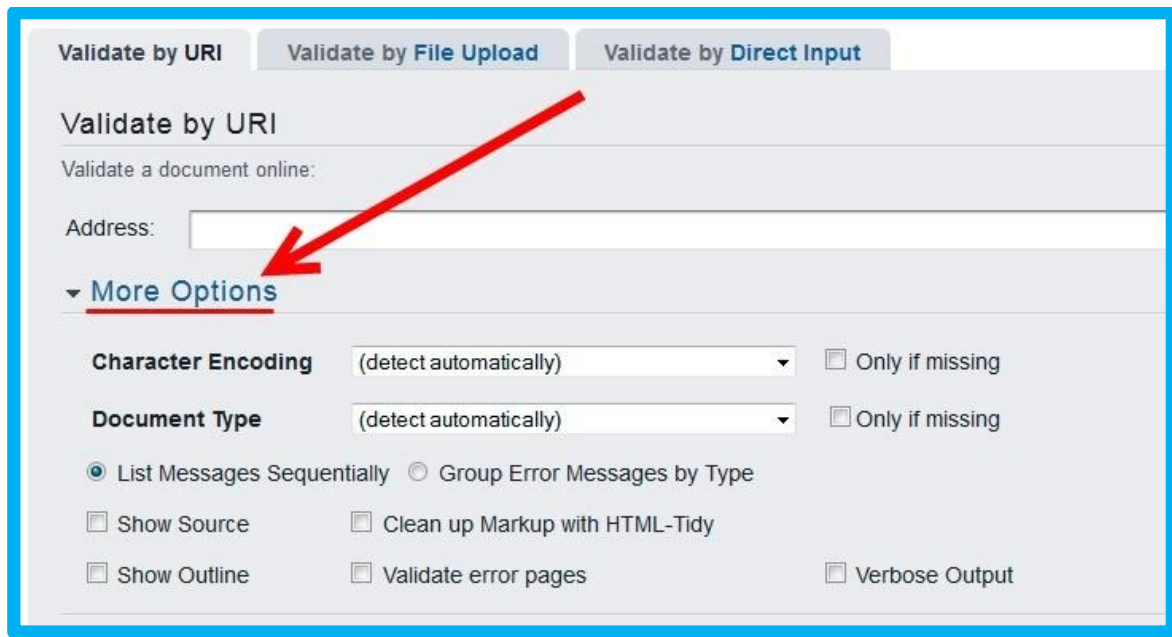 Validate by URI Validate by File Upload Validate by Direct Input
Validate by URI
Validate a document online:
Address:
More Options
Character Encoding (detect automatically) Only if missing
Document Type (detect automatically) Only if missing
List Messages Sequentially Group Error Messages by Type
Show Source Clean up Markup with HTML-Tidy
Show Outline Validate error pages Verbose Output